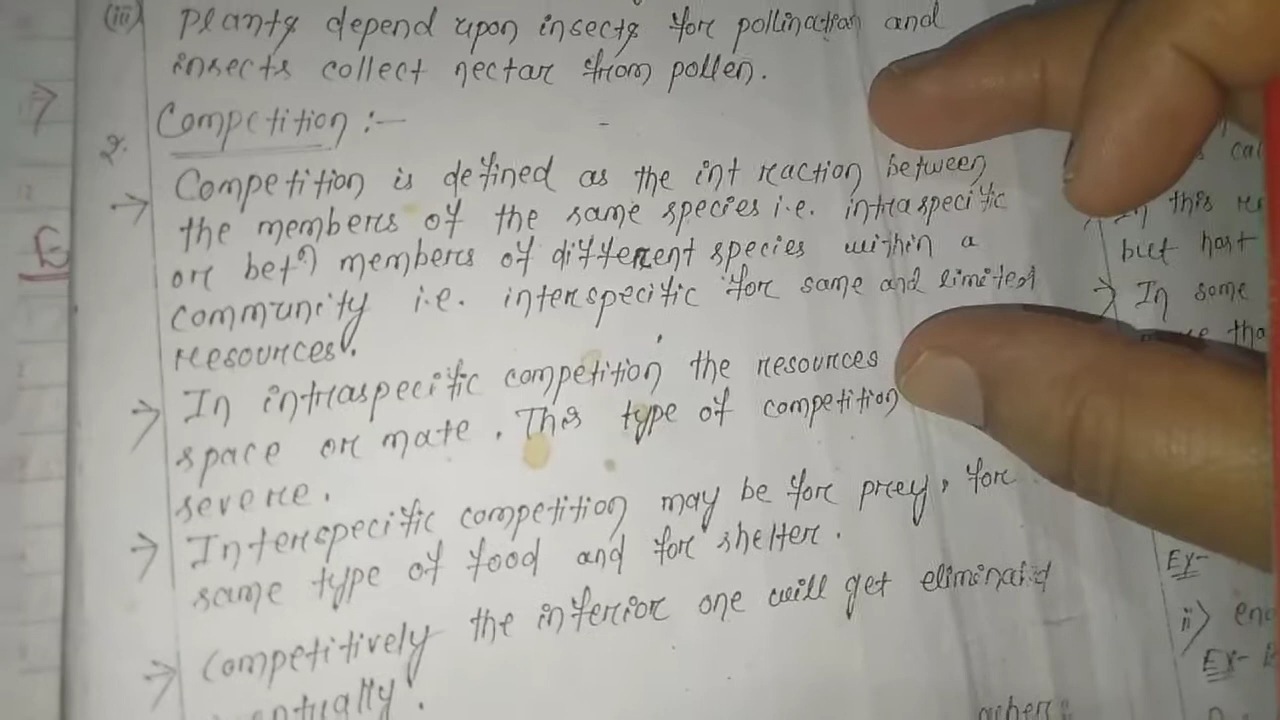 (iii) Plants depend upon insects for pollination and
insects collect nectar from pollen.
2. Competition :-
→ Competition is defined as the int reaction between
the members of the same species i.e. intraspecific
or betn members of different species within a
community i.e. interspecific for same and limited
resources.
→ In intraspecific competition the resources
space or mate. This type of competition
severe.
→ Interspecific competition may be for prey, for
same type of food and for shelter.
→ Competitively the inferior one will get eliminated
but host
→ In some
Ex-
ii)
Ex-